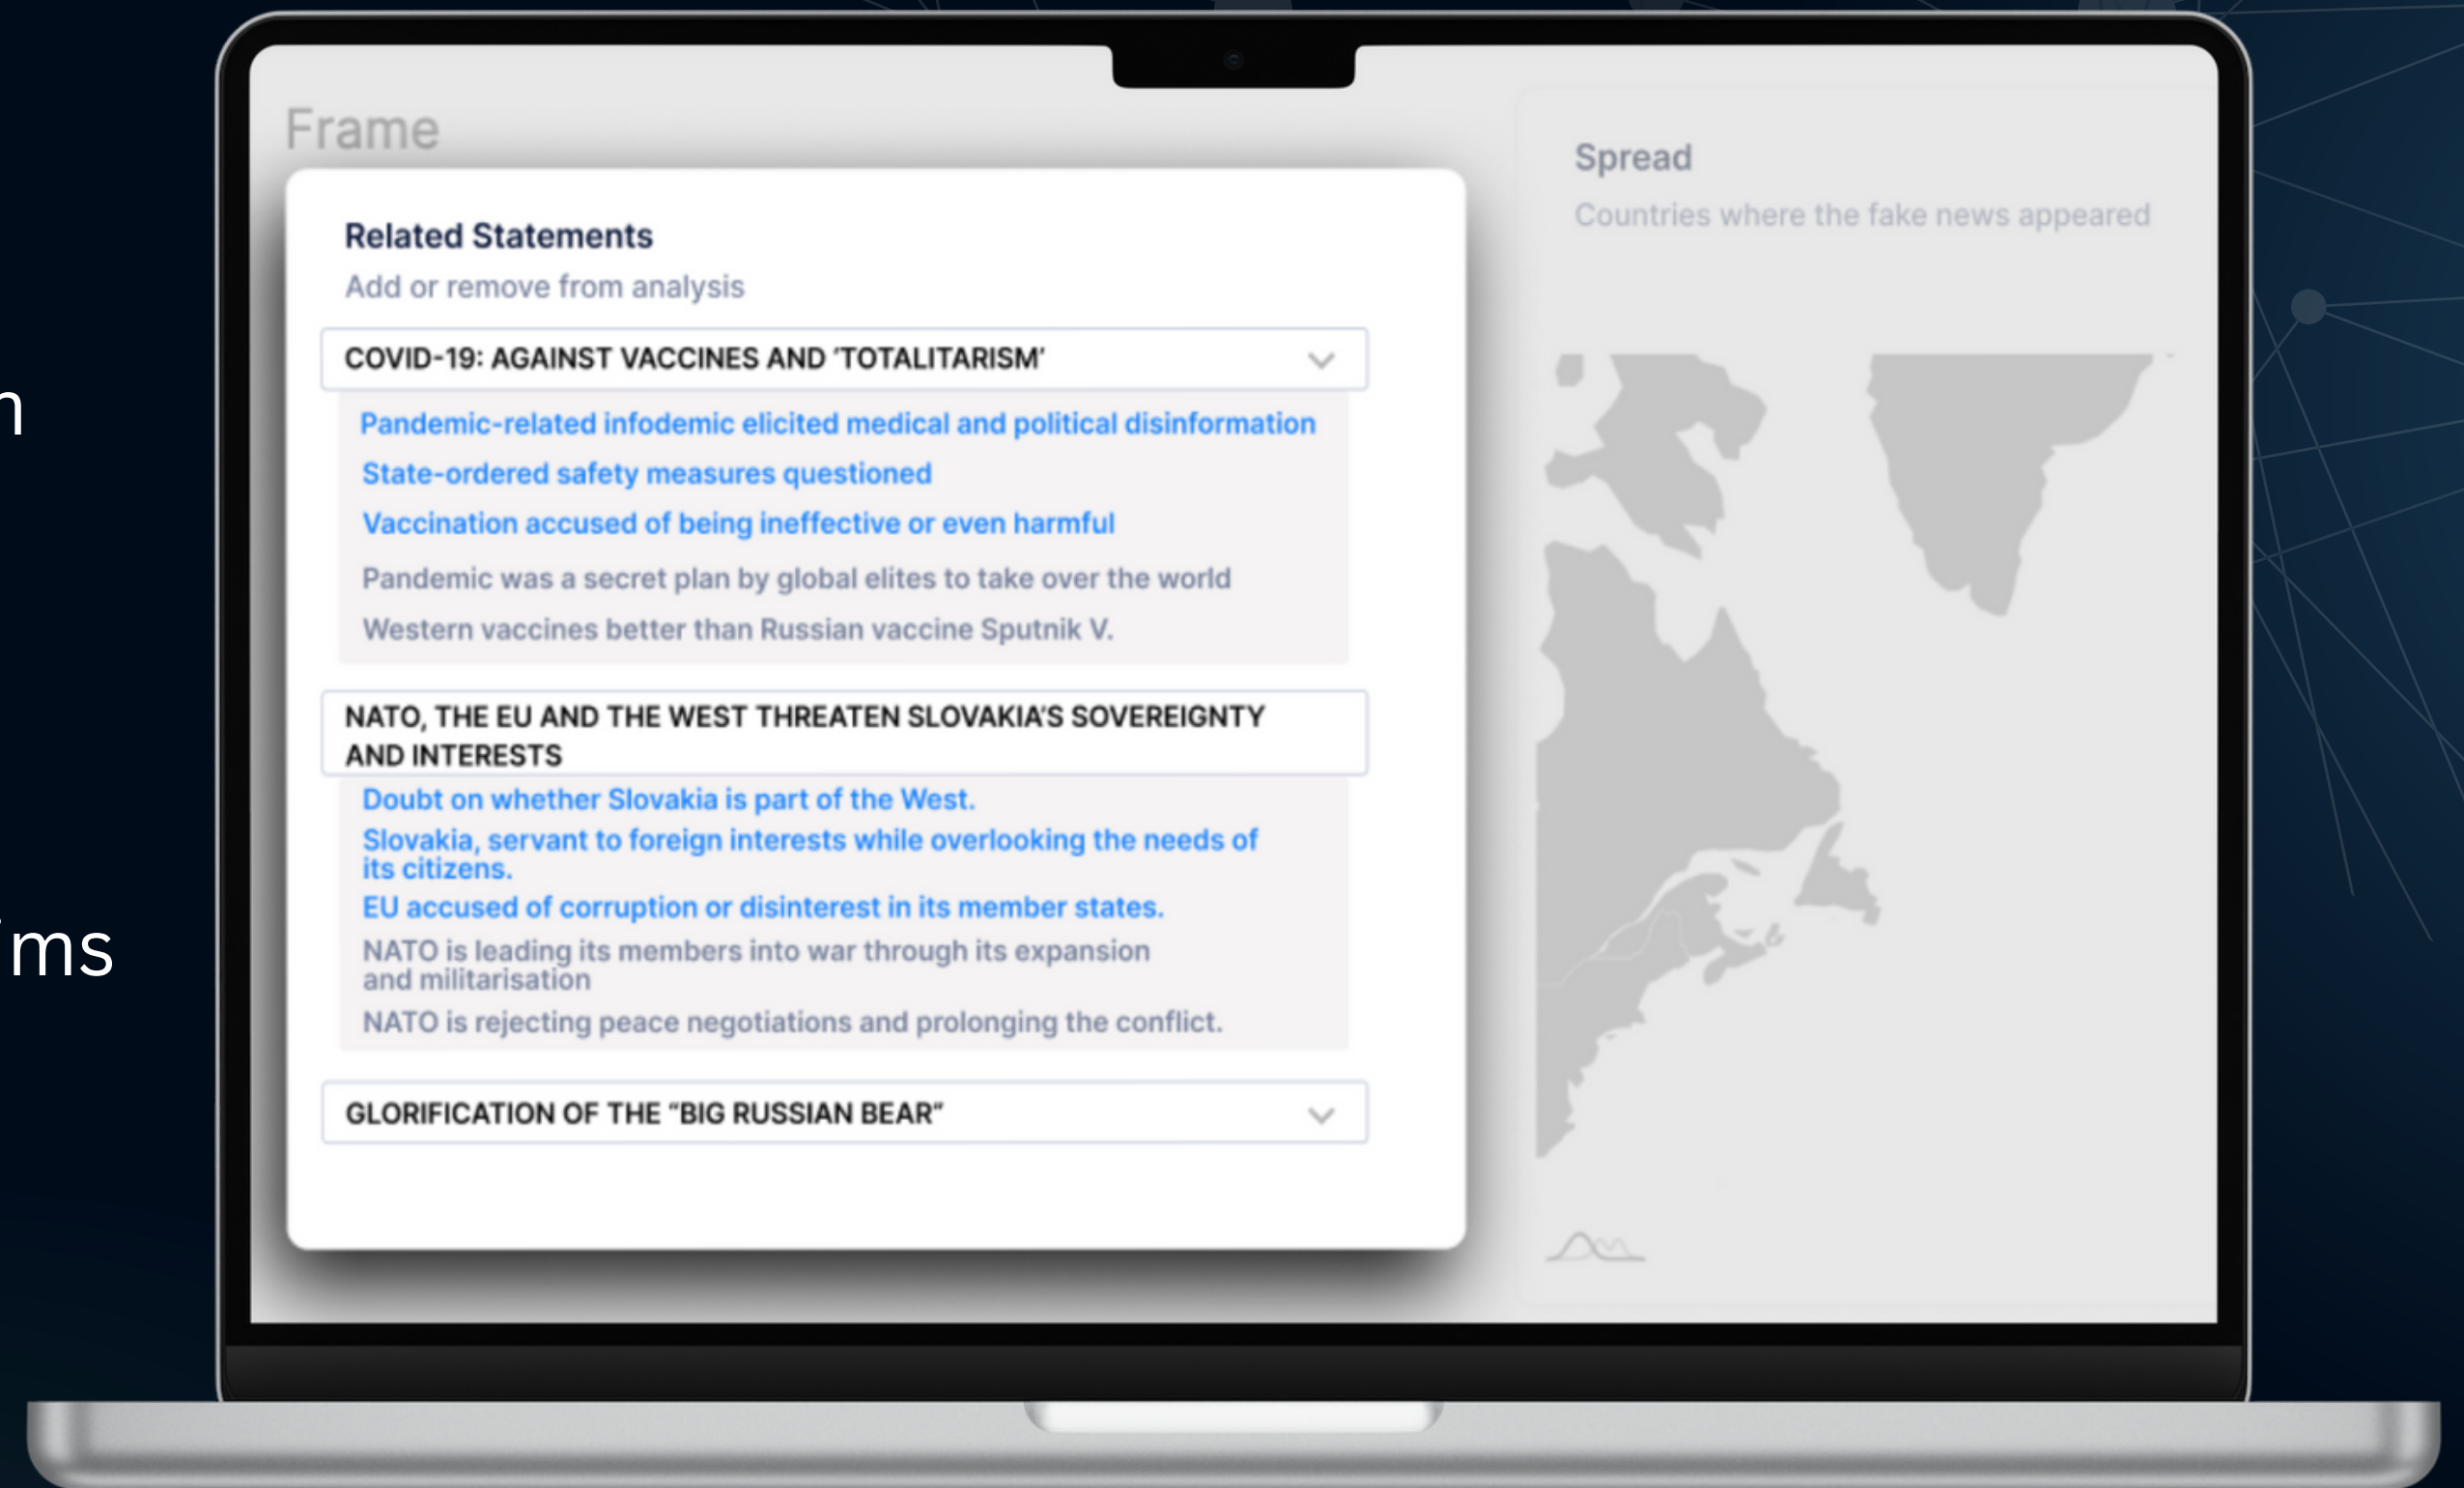 n
ms
Frame
Related Statements
Add or remove from analysis
COVID-19: AGAINST VACCINES AND ‘TOTALITARISM’
Pandemic-related infodemic elicited medical and political disinformation
State-ordered safety measures questioned
Vaccination accused of being ineffective or even harmful
Pandemic was a secret plan by global elites to take over the world
Western vaccines better than Russian vaccine Sputnik V.
NATO, THE EU AND THE WEST THREATEN SLOVAKIA’S SOVEREIGNTY
AND INTERESTS
Doubt on whether Slovakia is part of the West.
Slovakia, servant to foreign interests while overlooking the needs of
its citizens.
EU accused of corruption or disinterest in its member states.
NATO is leading its members into war through its expansion
and militarisation
NATO is rejecting peace negotiations and prolonging the conflict.
GLORIFICATION OF THE “BIG RUSSIAN BEAR”
Spread
Countries where the fake news appeared